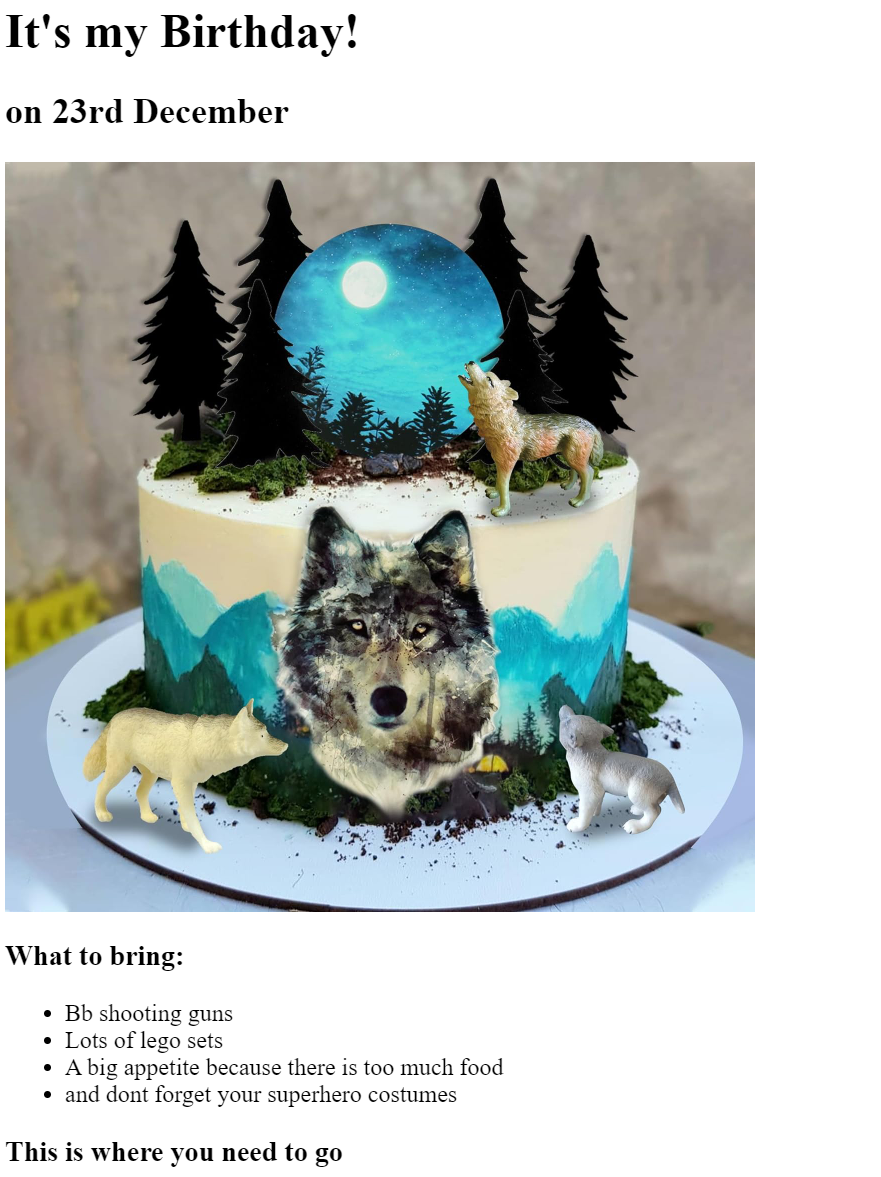 It's my Birthday!
on 23rd December
What to bring:
Bb shooting guns
Lots of lego sets
A big appetite because there is too much food
and dont forget your superhero costumes
This is where you need to go